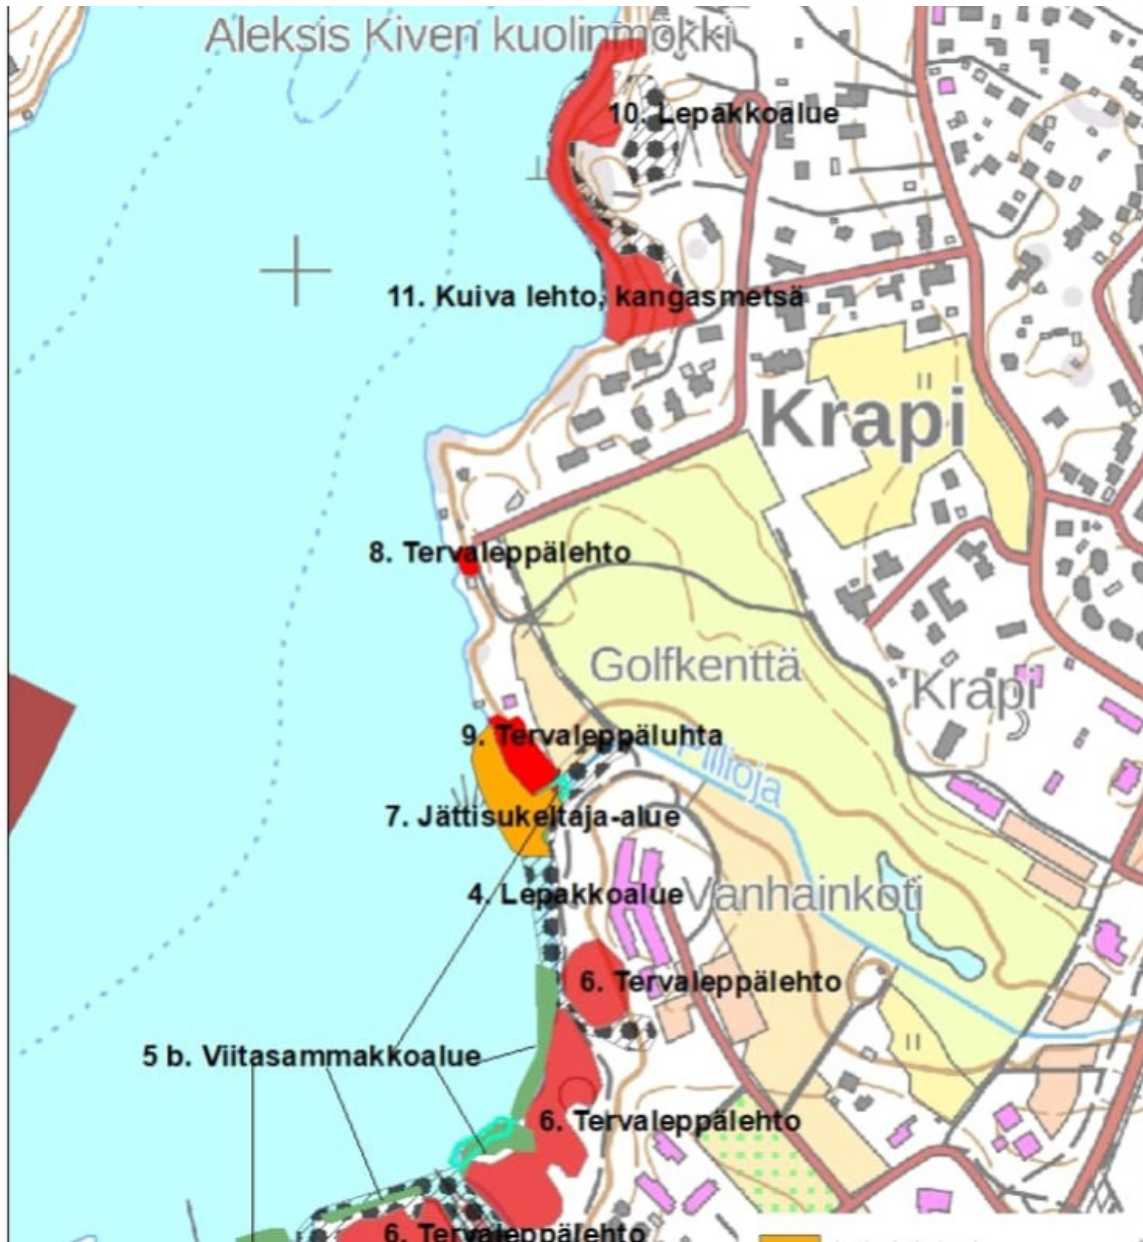 Aleksis Kiven kuolinmökki
10. Lepakkoalue
11. Kuiva lehto, kangasmetsä
Krapi
8. Tervaleppälehto
Golfkenttä
Krapi
9. Tervaleppäluhta
Pillioja
7. Jättisukeltaja-alue
4. Lepakkoalue
Vanhainkoti
6. Tervaleppälehto
5 b. Viitasammakkoalue
6. Tervaleppälehto
6. Tervaleppälehto